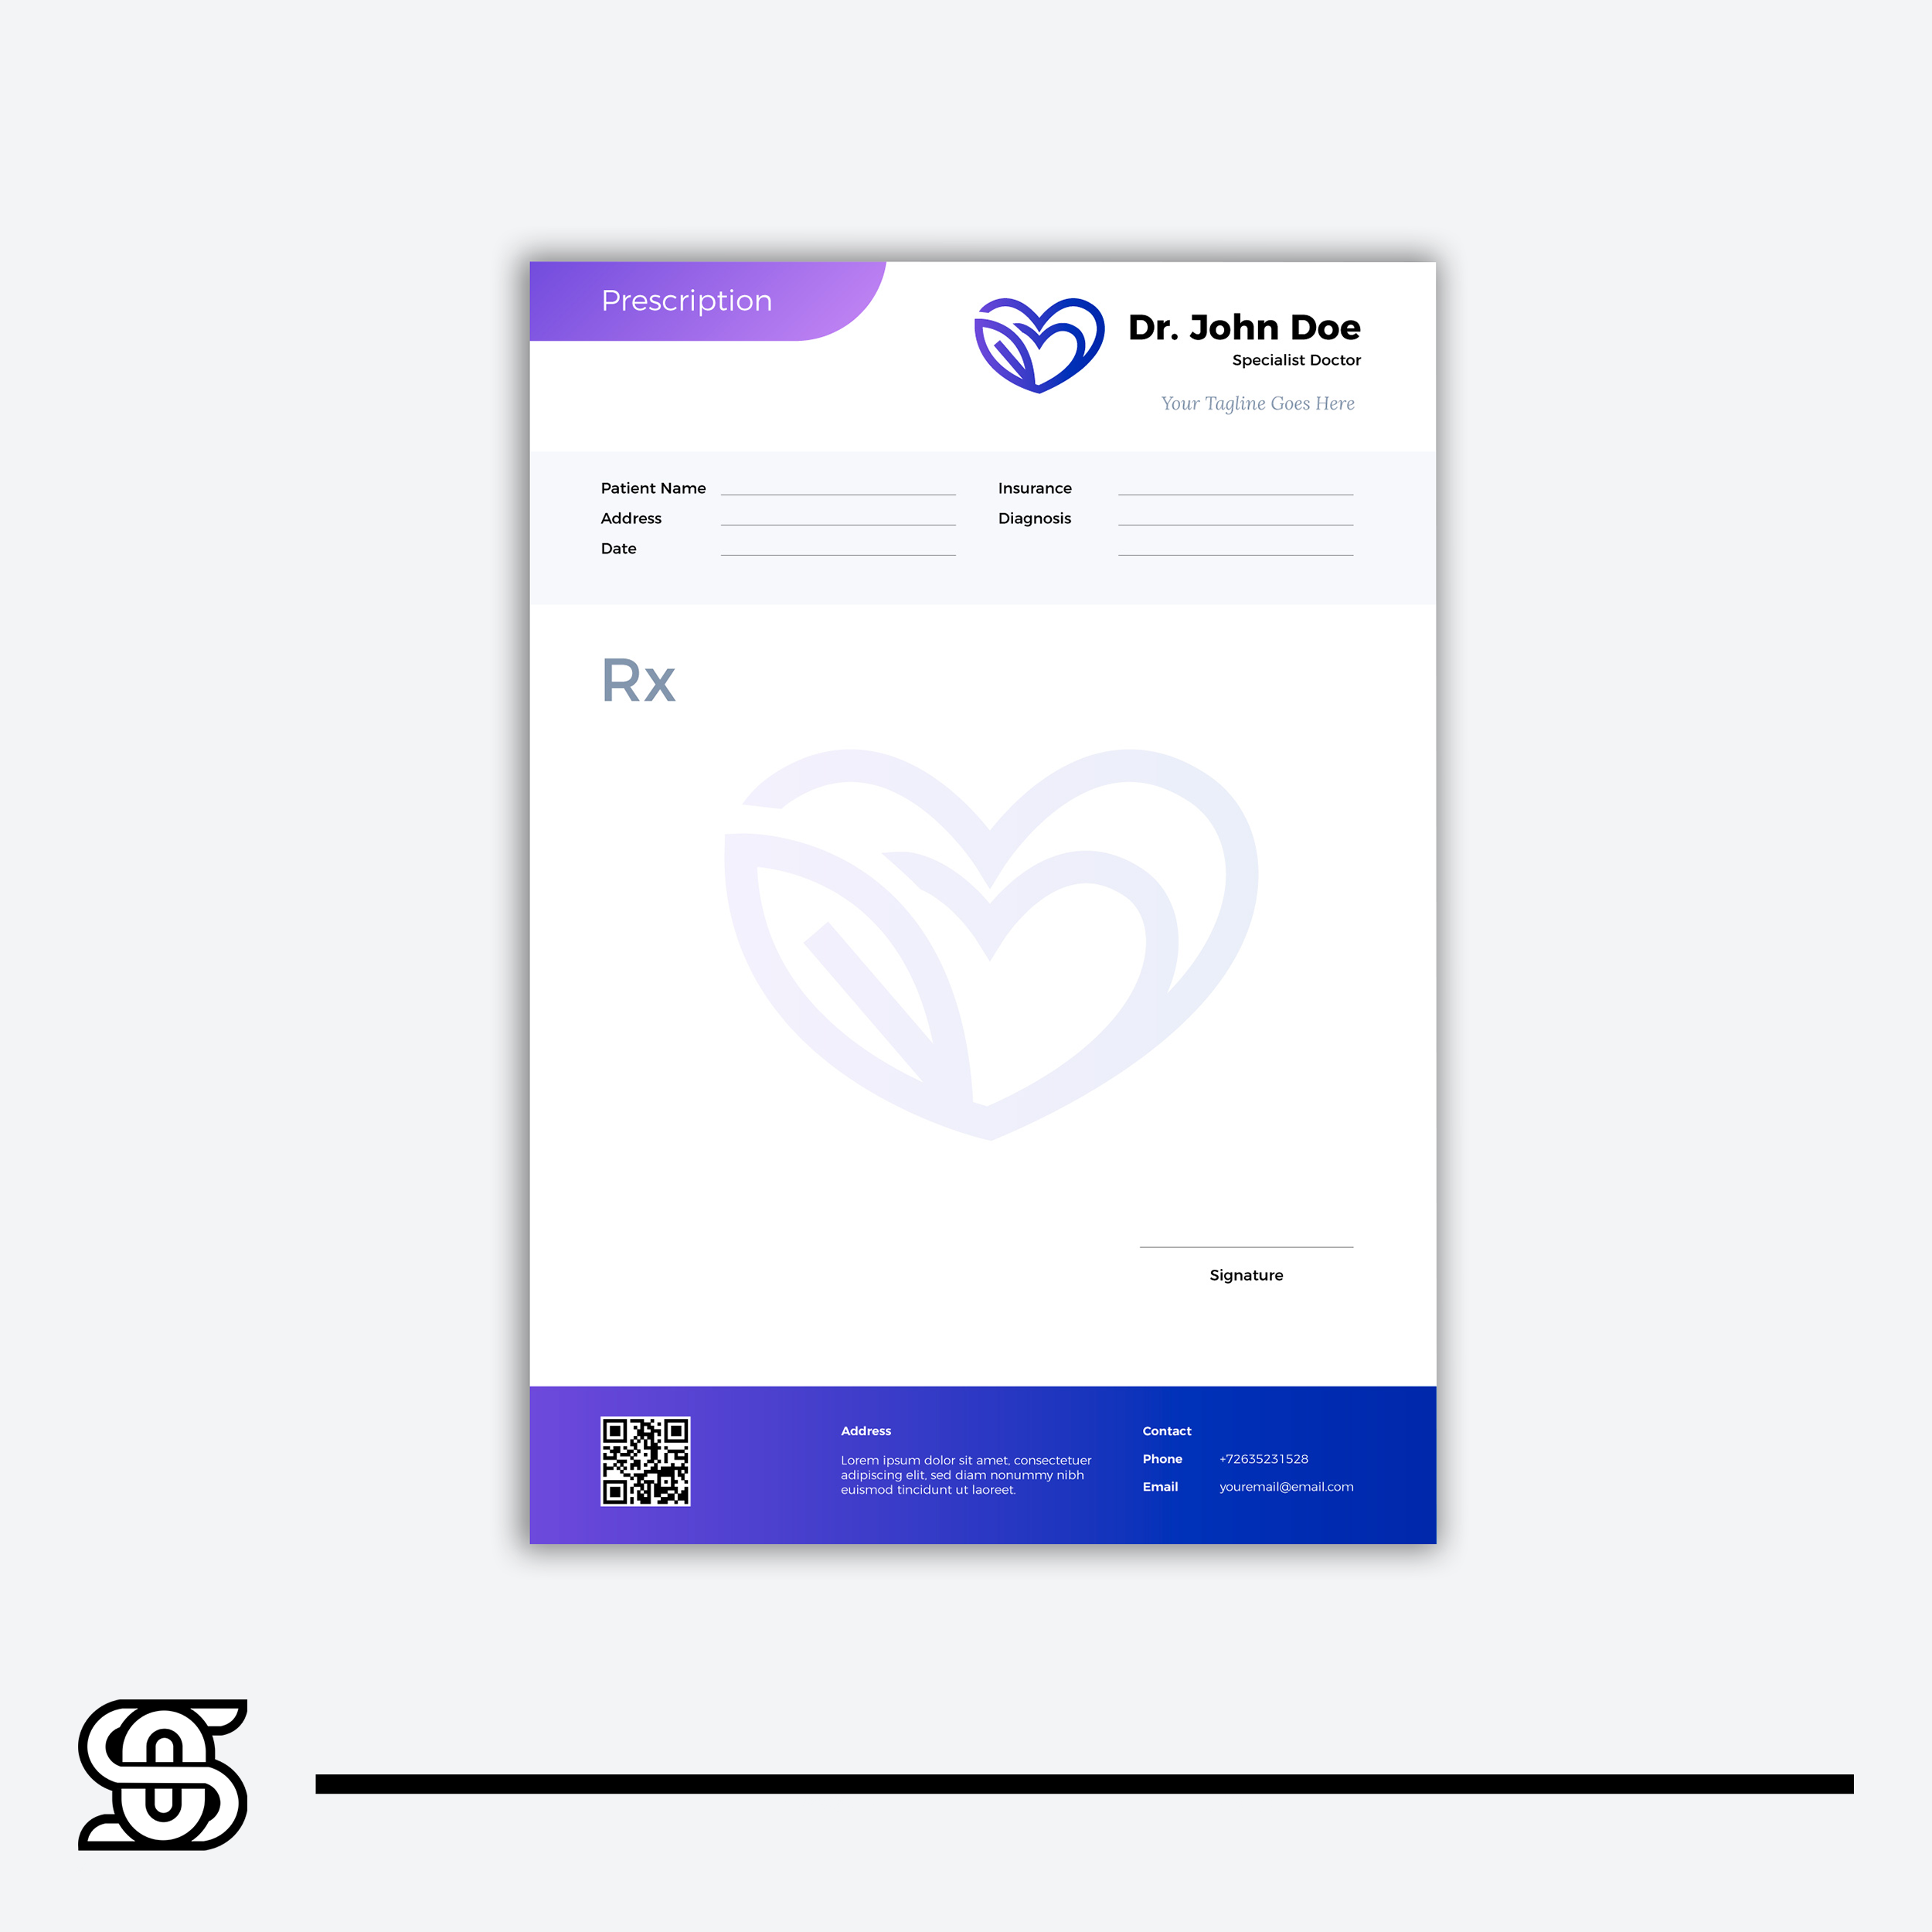 Prescription
Dr. John Doe
Specialist Doctor
Your Tagline Goes Here
Patient Name
Address
Date
Insurance
Diagnosis
Rx
Signature
Address
Lorem ipsum dolor sit amet, consectetuer
adipiscing elit, sed diam nonummy nibh
euismod tincidunt ut laoreet.
Contact
Phone +72635231528
Email youremail@email.com